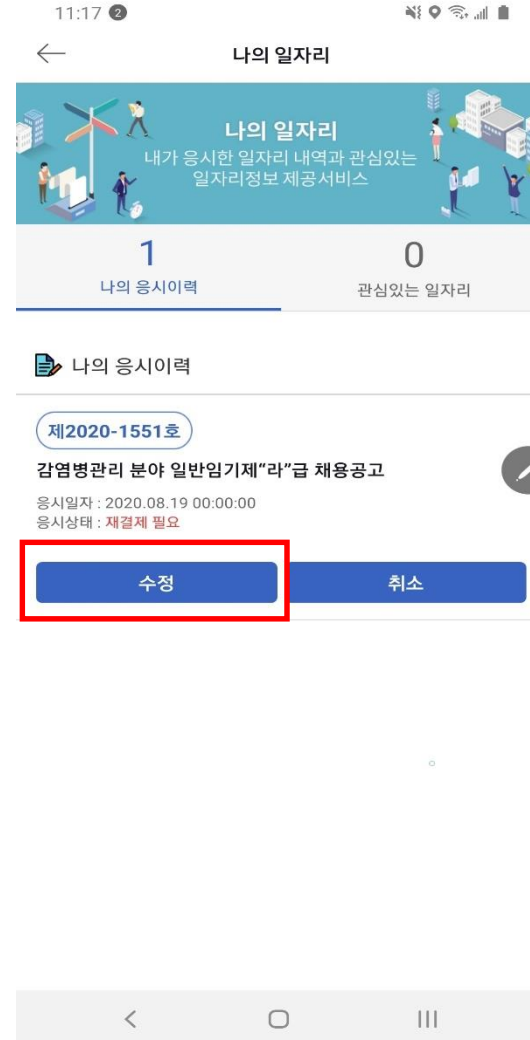 11:17 2
나의 일자리
나의 일자리
내가 응시한 일자리 내역과 관심있는
일자리정보 제공서비스
1
나의 응시이력
0
관심있는 일자리
나의 응시이력
제2020-1551호
감염병관리 분야 일반임기제“라”급 채용공고
응시일자 : 2020.08.19 00:00:00
응시상태 : 재결제 필요
수정
취소